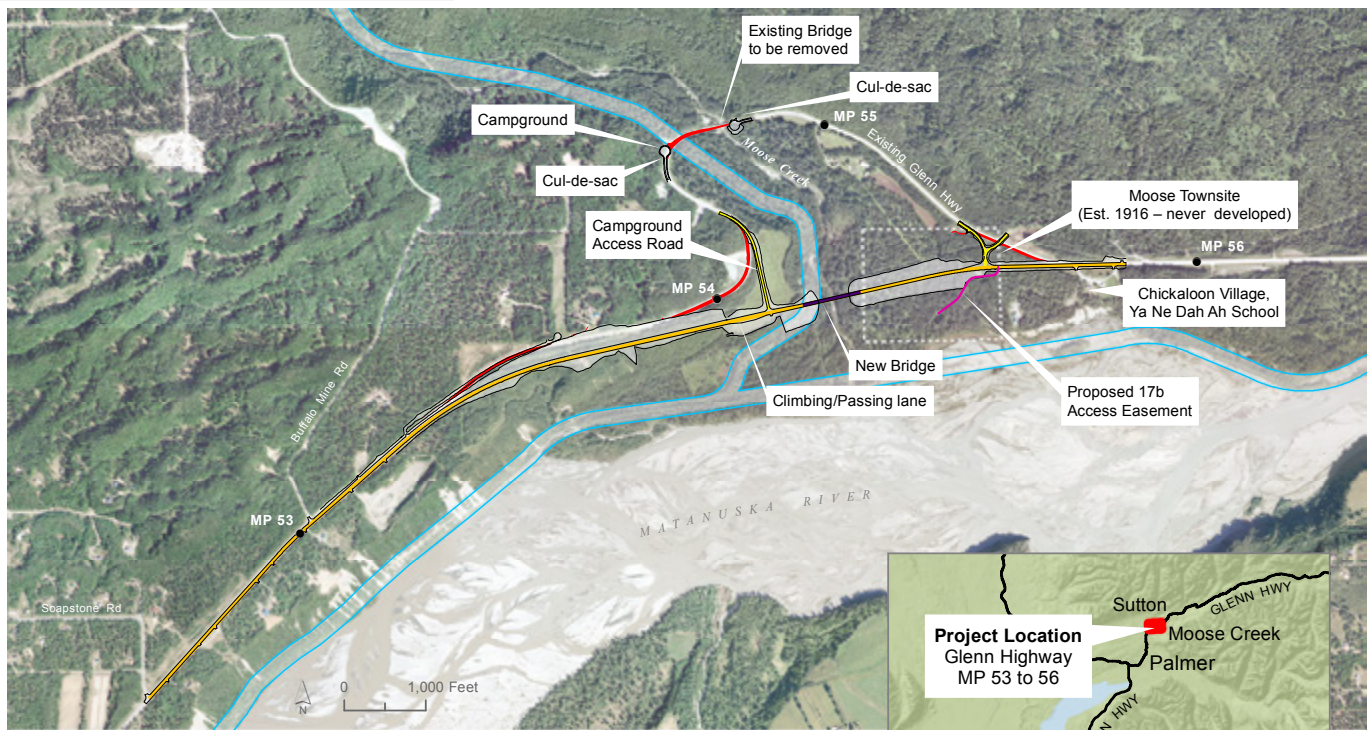 Existing Bridge
to be removed
Cul-de-sac
Campground
MP 55
Existing Glenn Hwy
Moose Creek
Cul-de-sac
Moose Townsite
(Est. 1916 – never developed)
Campground
Access Road
MP 56
MP 54
Chickaloon Village,
Ya Ne Dah Ah School
New Bridge
Buffalo Mine Rd
Climbing/Passing lane
Proposed 17b
Access Easement
MATANUSKA RIVER
MP 53
Soapstone Rd
N
0 1,000 Feet
Sutton
GLENN HWY
Project Location
Glenn Highway
MP 53 to 56
Moose Creek
Palmer
HWY